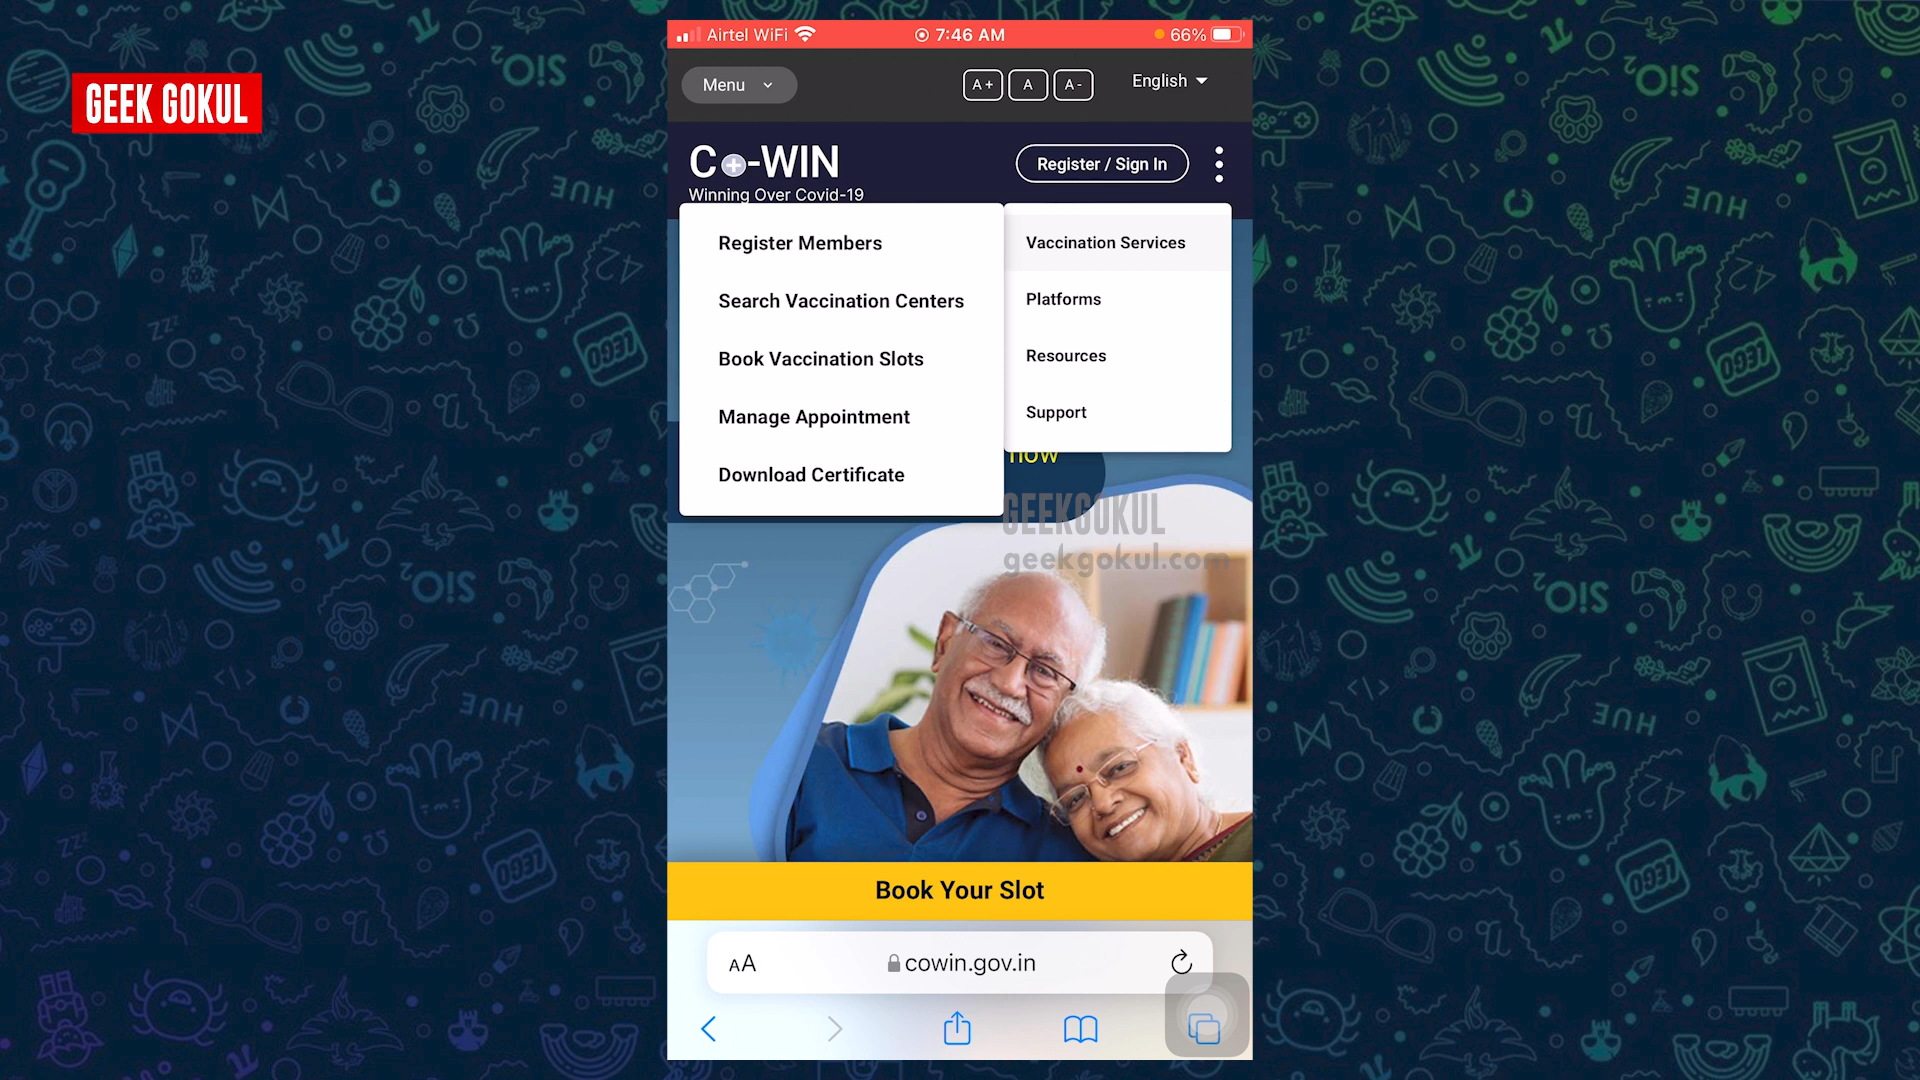 GEEK GOKUL
Airtel WiFi
7:46 AM
66%
Menu
A+ A A-
English
Co-WIN
Winning Over Covid-19
Register / Sign In
Register Members
Search Vaccination Centers
Book Vaccination Slots
Manage Appointment
Download Certificate
Vaccination Services
Platforms
Resources
Support
now
GEEKGOKUL
geekgokul.com
Book Your Slot
AA
cowin.gov.in